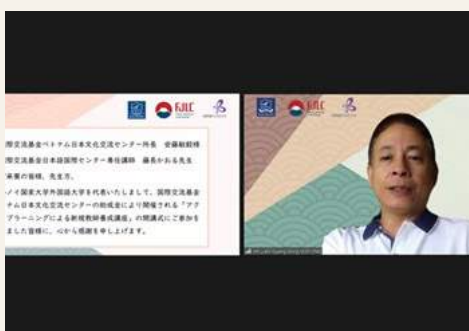 FJLC
際交流基金ベトナム日本文化交流センター所長 安藤敏毅様
際交流基金日本語国際センター専任講師 藤長かおる先生
来賓の皆様、先生方。
ノイ国家大学外国語大学を代表いたしまして、国際交流基金
ナム日本文化交流センターの助成金により開催される「アク
ブラーニングによる新規教師養成講座」の開講式にご参加を
ました皆様に、心から感謝を申し上げます。
FJLC